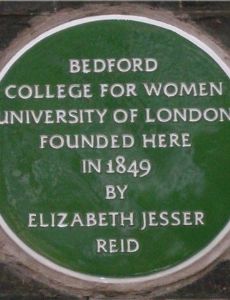 BEDFORD
COLLEGE FOR WOMEN
UNIVERSITY OF LONDON
FOUNDED HERE
IN 1849
BY
ELIZABETH JESSER
REID